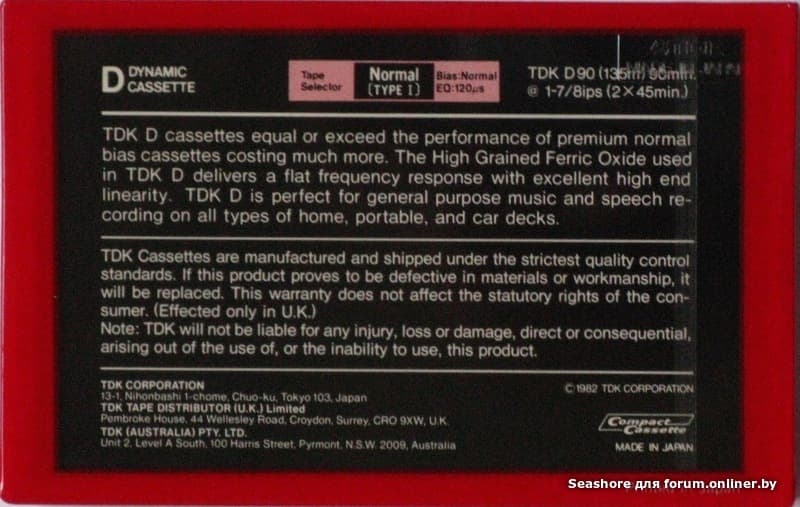 D DYNAMIC CASSETTE
Tape Selector
Normal (TYPE I)
Bias:Normal EQ:120μs
TDK D90 (135m) 90min.
@ 1-7/8ips (2×45min.)
TDK D cassettes equal or exceed the performance of premium normal
bias cassettes costing much more. The High Grained Ferric Oxide used
in TDK D delivers a flat frequency response with excellent high end
linearity. TDK D is perfect for general purpose music and speech re-
cording on all types of home, portable, and car decks.
TDK Cassettes are manufactured and shipped under the strictest quality control
standards. If this product proves to be defective in materials or workmanship, it
will be replaced. This warranty does not affect the statutory rights of the con-
sumer. (Effected only in U.K.)
Note: TDK will not be liable for any injury, loss or damage, direct or consequential,
arising out of the use of, or the inability to use, this product.
TDK CORPORATION
13-1, Nihonbashi 1-chome, Chuo-ku, Tokyo 103, Japan
TDK TAPE DISTRIBUTOR (U.K.) Limited
Pembroke House, 44 Wellesley Road, Croydon, Surrey, CRO 9XW, U.K.
TDK (AUSTRALIA) PTY. LTD.
Unit 2, Level A South, 100 Harris Street, Pyrmont, N.S.W. 2009, Australia
© 1982 TDK CORPORATION
Compact Cassette
MADE IN JAPAN
Seashore для forum.onliner.by
Printed in Japan